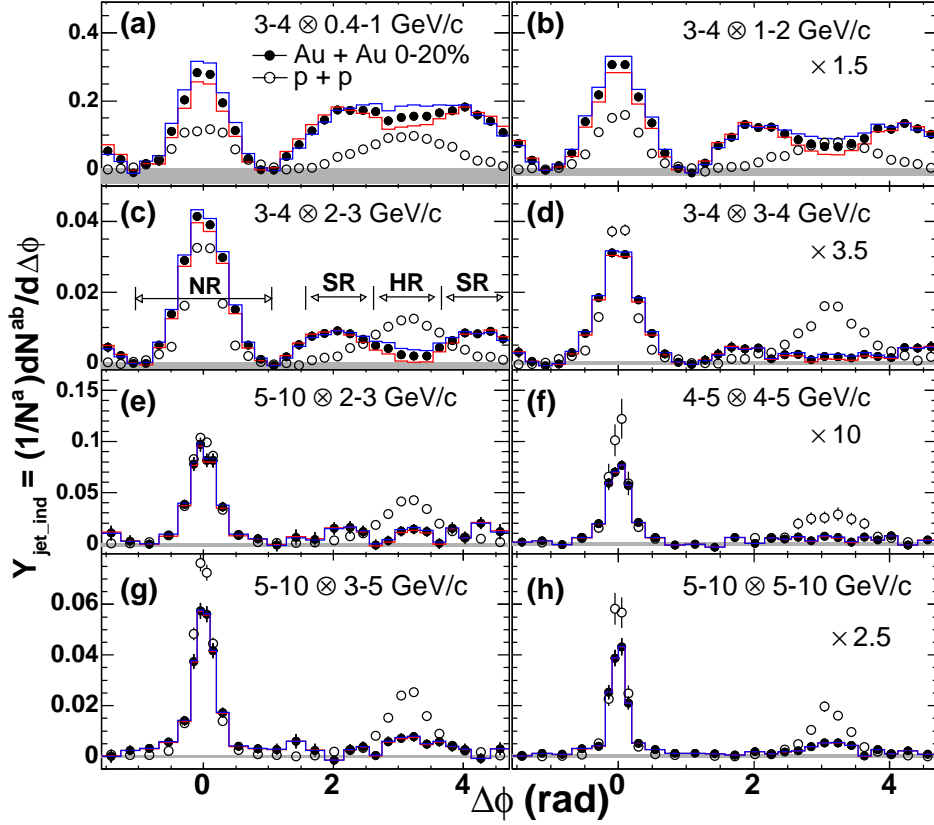 (a) 3-4 ⊗ 0.4-1 GeV/c
Au + Au 0-20%
p + p
(b) 3-4 ⊗ 1-2 GeV/c
× 1.5
0.4
0.2
0
(c) 3-4 ⊗ 2-3 GeV/c
NR
SR
HR
SR
(d) 3-4 ⊗ 3-4 GeV/c
× 3.5
0.04
0.02
0
(e) 5-10 ⊗ 2-3 GeV/c
(f) 4-5 ⊗ 4-5 GeV/c
× 10
0.15
0.1
0.05
0
(g) 5-10 ⊗ 3-5 GeV/c
(h) 5-10 ⊗ 5-10 GeV/c
× 2.5
0.06
0.04
0.02
0
0 2 4 0 2 4
Δϕ (rad)
Y_jet_ind = (1/N^a)dN^ab/dΔϕ